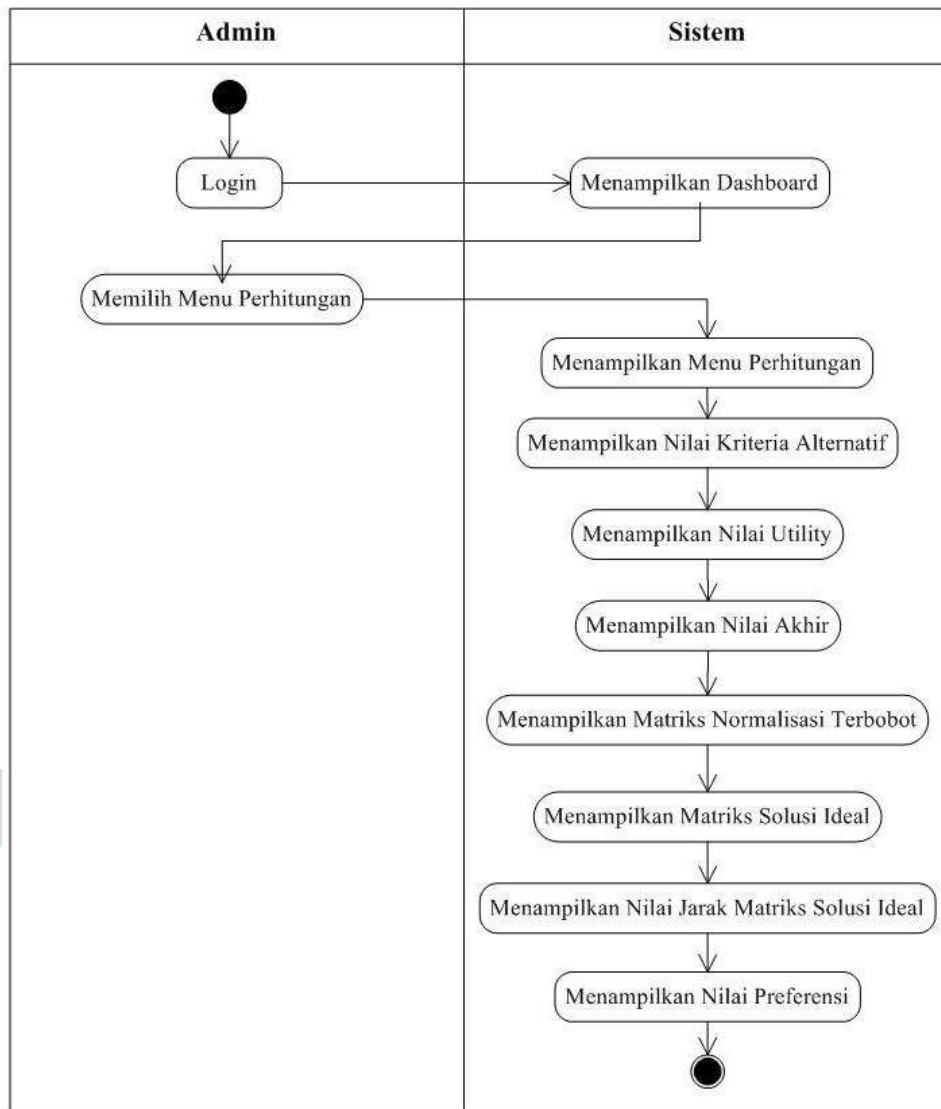 Admin
Sistem
Login
Menampilkan Dashboard
Memilih Menu Perhitungan
Menampilkan Menu Perhitungan
Menampilkan Nilai Kriteria Alternatif
Menampilkan Nilai Utility
Menampilkan Nilai Akhir
Menampilkan Matriks Normalisasi Terbobot
Menampilkan Matriks Solusi Ideal
Menampilkan Nilai Jarak Matriks Solusi Ideal
Menampilkan Nilai Preferensi